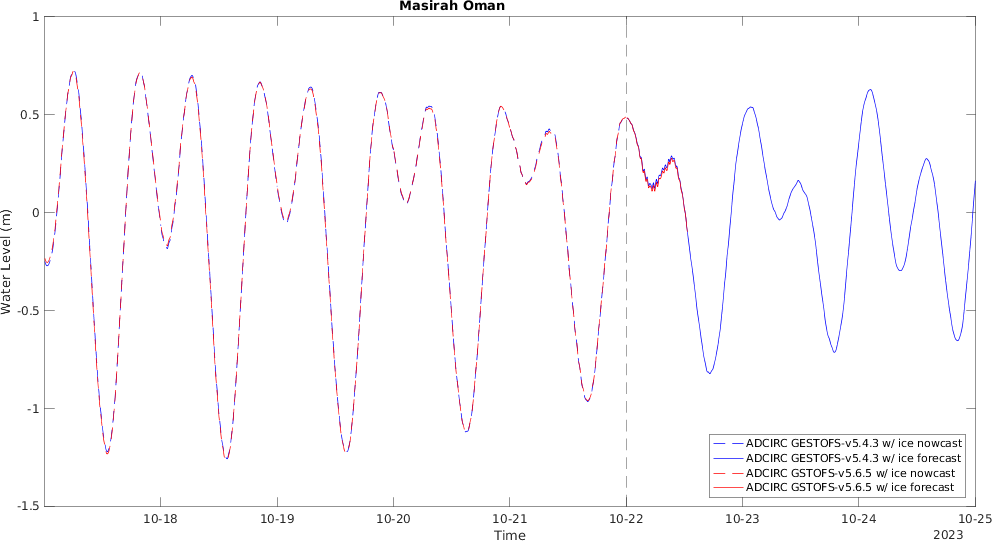 Masirah Oman
1
0.5
0
-0.5
-1
-1.5
Water Level (m)
10-18
10-19
10-20
10-21
10-22
10-23
10-24
10-25
Time
2023
ADCIRC GESTOFS-v5.4.3 w/ ice nowcast
ADCIRC GESTOFS-v5.4.3 w/ ice forecast
ADCIRC GSTOFS-v5.6.5 w/ ice nowcast
ADCIRC GSTOFS-v5.6.5 w/ ice forecast